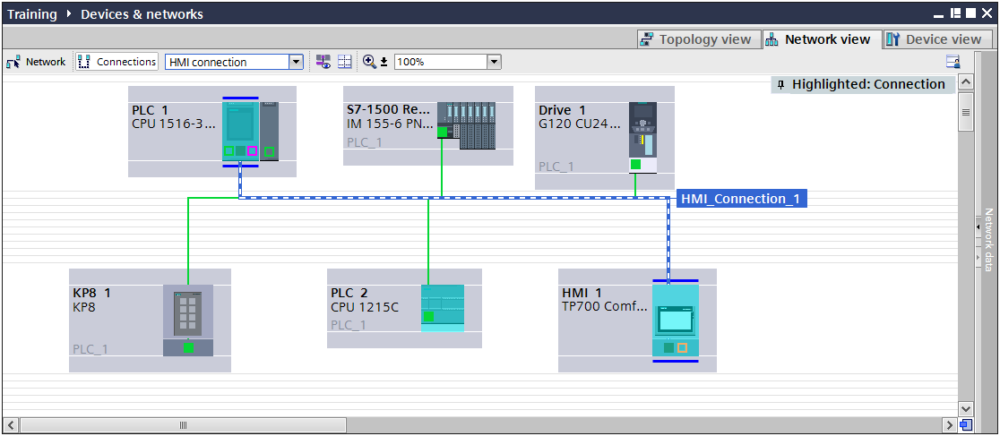 Training ▸ Devices & networks
Topology view
Network view
Device view
Network
Connections
HMI connection
100%
Highlighted: Connection
PLC_1
CPU 1516-3...
S7-1500 Re...
IM 155-6 PN...
PLC_1
Drive_1
G120 CU24...
PLC_1
HMI_Connection_1
Network data
KP8_1
KP8
PLC_1
PLC_2
CPU 1215C
PLC_1
HMI_1
TP700 Comf...